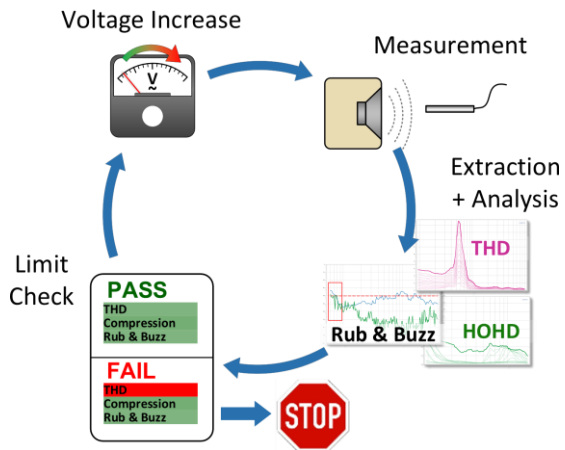 Voltage Increase
V
~
Measurement
Extraction
+ Analysis
THD
HOHD
Rub & Buzz
Limit
Check
PASS
THD
Compression
Rub & Buzz
FAIL
THD
Compression
Rub & Buzz
STOP